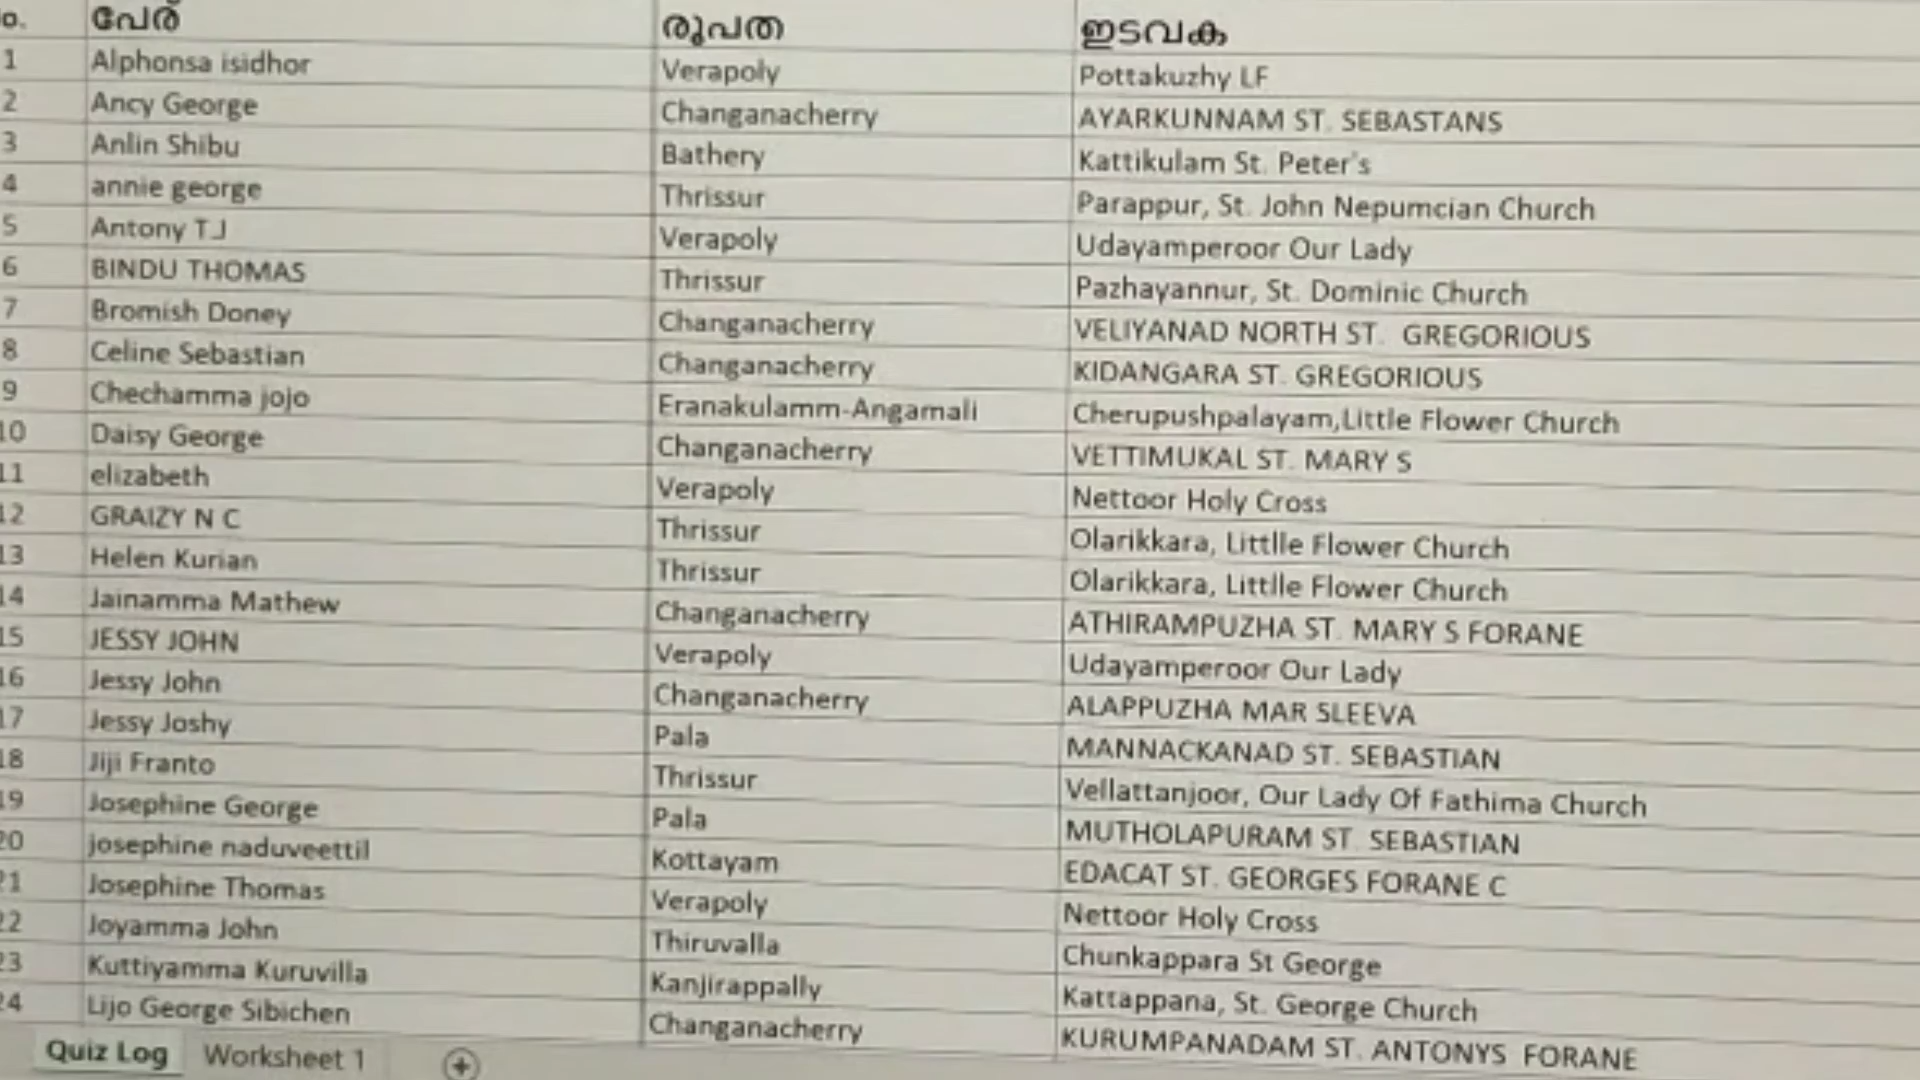 o. പേര് രൂപത ഇടവക
1 Alphonsa isidhor Verapoly Pottakuzhy LF
2 Ancy George Changanacherry AYARKUNNAM ST. SEBASTANS
3 Anlin Shibu Bathery Kattikulam St. Peter's
4 annie george Thrissur Parappur, St. John Nepumcian Church
5 Antony T.J Verapoly Udayamperoor Our Lady
6 BINDU THOMAS Thrissur Pazhayannur, St. Dominic Church
7 Bromish Doney Changanacherry VELIYANAD NORTH ST. GREGORIOUS
8 Celine Sebastian Changanacherry KIDANGARA ST. GREGORIOUS
9 Chechamma jojo Eranakulamm-Angamali Cherupushpalayam,Little Flower Church
10 Daisy George Changanacherry VETTIMUKAL ST. MARY S
11 elizabeth Verapoly Nettoor Holy Cross
12 GRAIZY N C Thrissur Olarikkara, Littlle Flower Church
13 Helen Kurian Thrissur Olarikkara, Littlle Flower Church
14 Jainamma Mathew Changanacherry ATHIRAMPUZHA ST. MARY S FORANE
15 JESSY JOHN Verapoly Udayamperoor Our Lady
16 Jessy John Changanacherry ALAPPUZHA MAR SLEEVA
17 Jessy Joshy Pala MANNACKANAD ST. SEBASTIAN
18 Jiji Franto Thrissur Vellattanjoor, Our Lady Of Fathima Church
19 Josephine George Pala MUTHOLAPURAM ST. SEBASTIAN
20 josephine naduveettil Kottayam EDACAT ST. GEORGES FORANE C
21 Josephine Thomas Verapoly Nettoor Holy Cross
22 Joyamma John Thiruvalla Chunkappara St George
23 Kuttiyamma Kuruvilla Kanjirappally Kattappana, St. George Church
24 Lijo George Sibichen Changanacherry KURUMPANADAM ST. ANTONYS FORANE
Quiz Log Worksheet 1